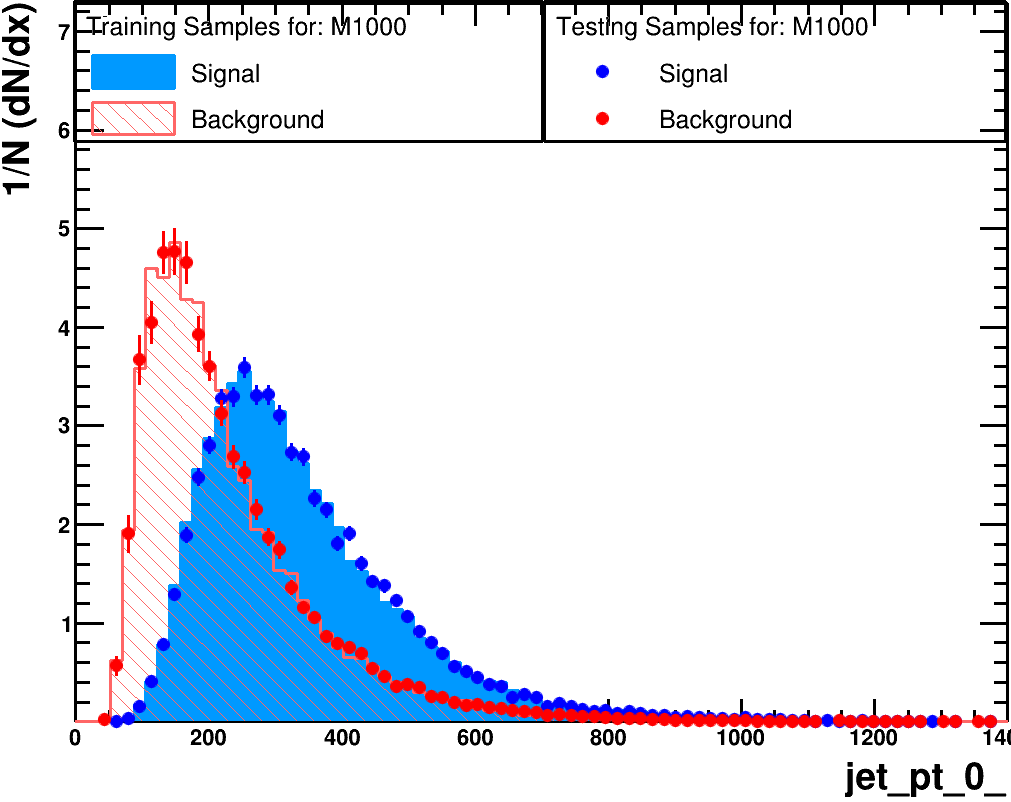 1/N (dN/dx)
Training Samples for: M1000
Signal
Background
Testing Samples for: M1000
Signal
Background
7
6
5
4
3
2
1
0 200 400 600 800 1000 1200 140
jet_pt_0_